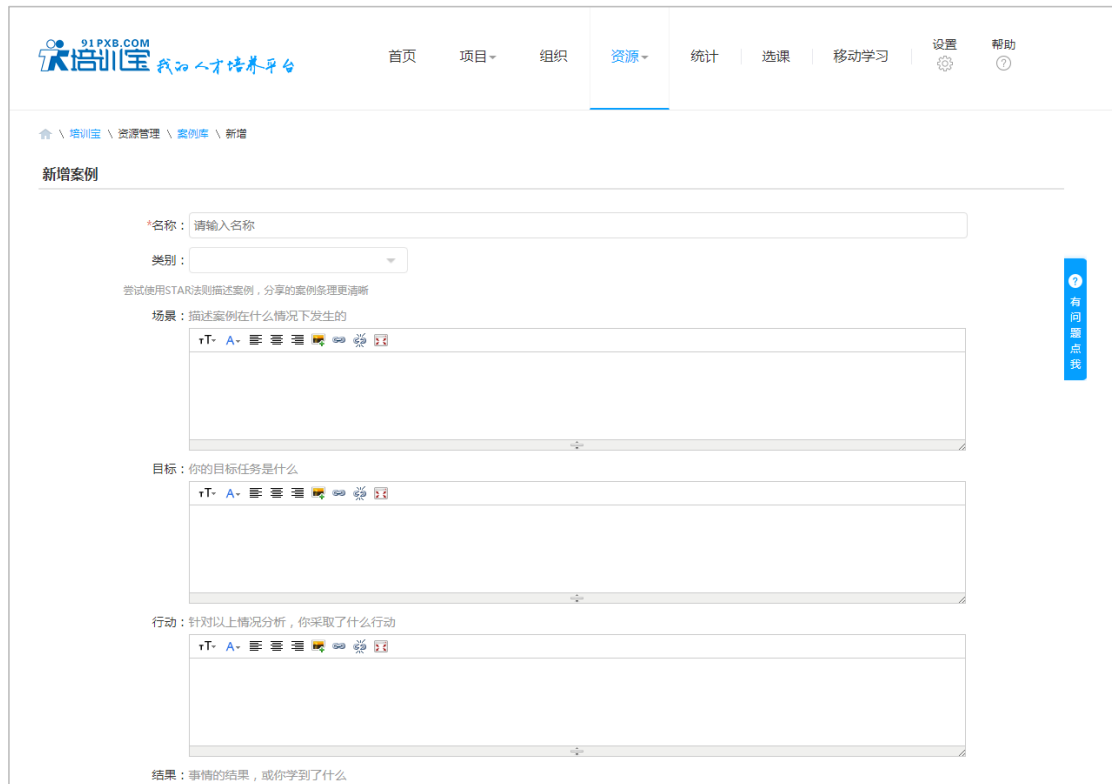 91PXB.COM
培训宝 我的人才培养平台
首页 项目 组织 资源 统计 选课 移动学习 设置 帮助
\ 培训宝 \ 资源管理 \ 案例库 \ 新增
新增案例
*名称：请输入名称
类别：
尝试使用STAR法则描述案例，分享的案例条理更清晰
场景：描述案例在什么情况下发生的
目标：你的目标任务是什么
行动：针对以上情况分析，你采取了什么行动
结果：事情的结果，或你学到了什么
有问题点我